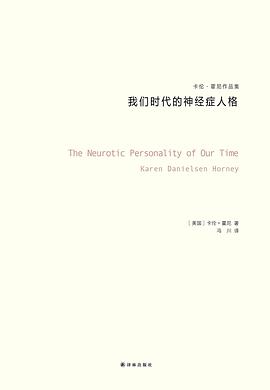 卡伦·霍尼作品集
我们时代的神经症人格
The Neurotic Personality of Our Time
Karen Danielsen Horney
［美国］卡伦·霍尼 著
冯 川 译
译林出版社